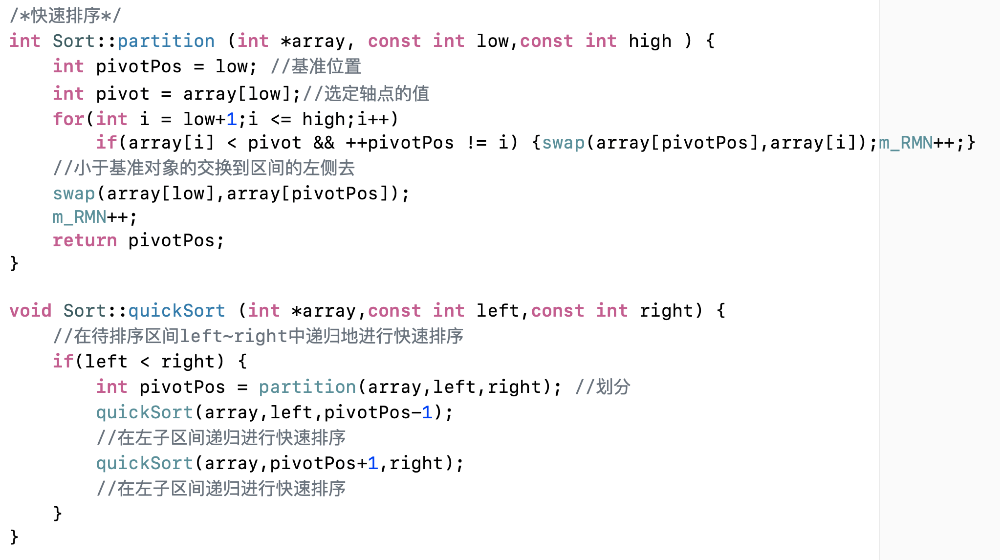 /*快速排序*/
int Sort::partition (int *array, const int low,const int high ) {
    int pivotPos = low; //基准位置
    int pivot = array[low];//选定轴点的值
    for(int i = low+1;i <= high;i++)
        if(array[i] < pivot && ++pivotPos != i) {swap(array[pivotPos],array[i]);m_RMN++;}
    //小于基准对象的交换到区间的左侧去
    swap(array[low],array[pivotPos]);
    m_RMN++;
    return pivotPos;
}

void Sort::quickSort (int *array,const int left,const int right) {
    //在待排序区间left~right中递归地进行快速排序
    if(left < right) {
        int pivotPos = partition(array,left,right); //划分
        quickSort(array,left,pivotPos-1);
        //在左子区间递归进行快速排序
        quickSort(array,pivotPos+1,right);
        //在左子区间递归进行快速排序
    }
}